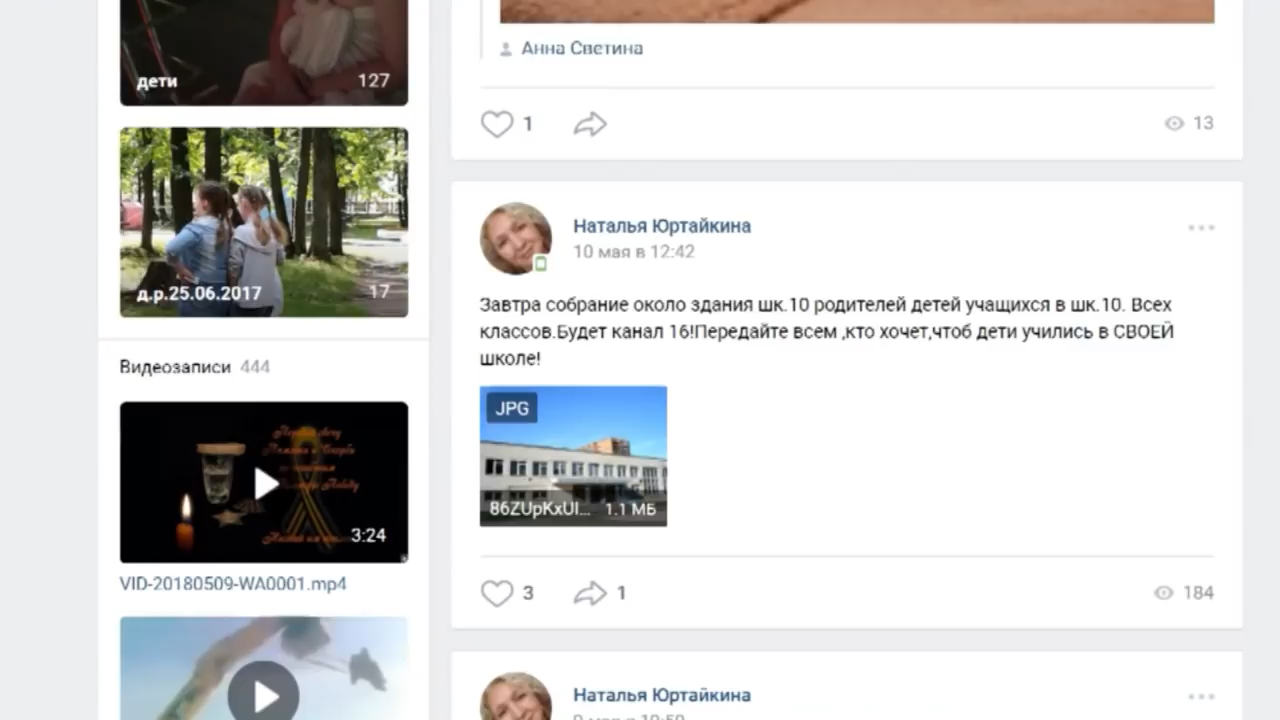 дети
127
д.р.25.06.2017
17
Видеозаписи 444
3:24
VID-20180509-WA0001.mp4
Анна Светина
1
13
Наталья Юртайкина
10 мая в 12:42
Завтра собрание около здания шк.10 родителей детей учащихся в шк.10. Всех
классов.Будет канал 16!Передайте всем ,кто хочет,чтоб дети учились в СВОЕЙ
школе!
JPG
86ZUpKxUI... 1.1 МБ
3
1
184
Наталья Юртайкина